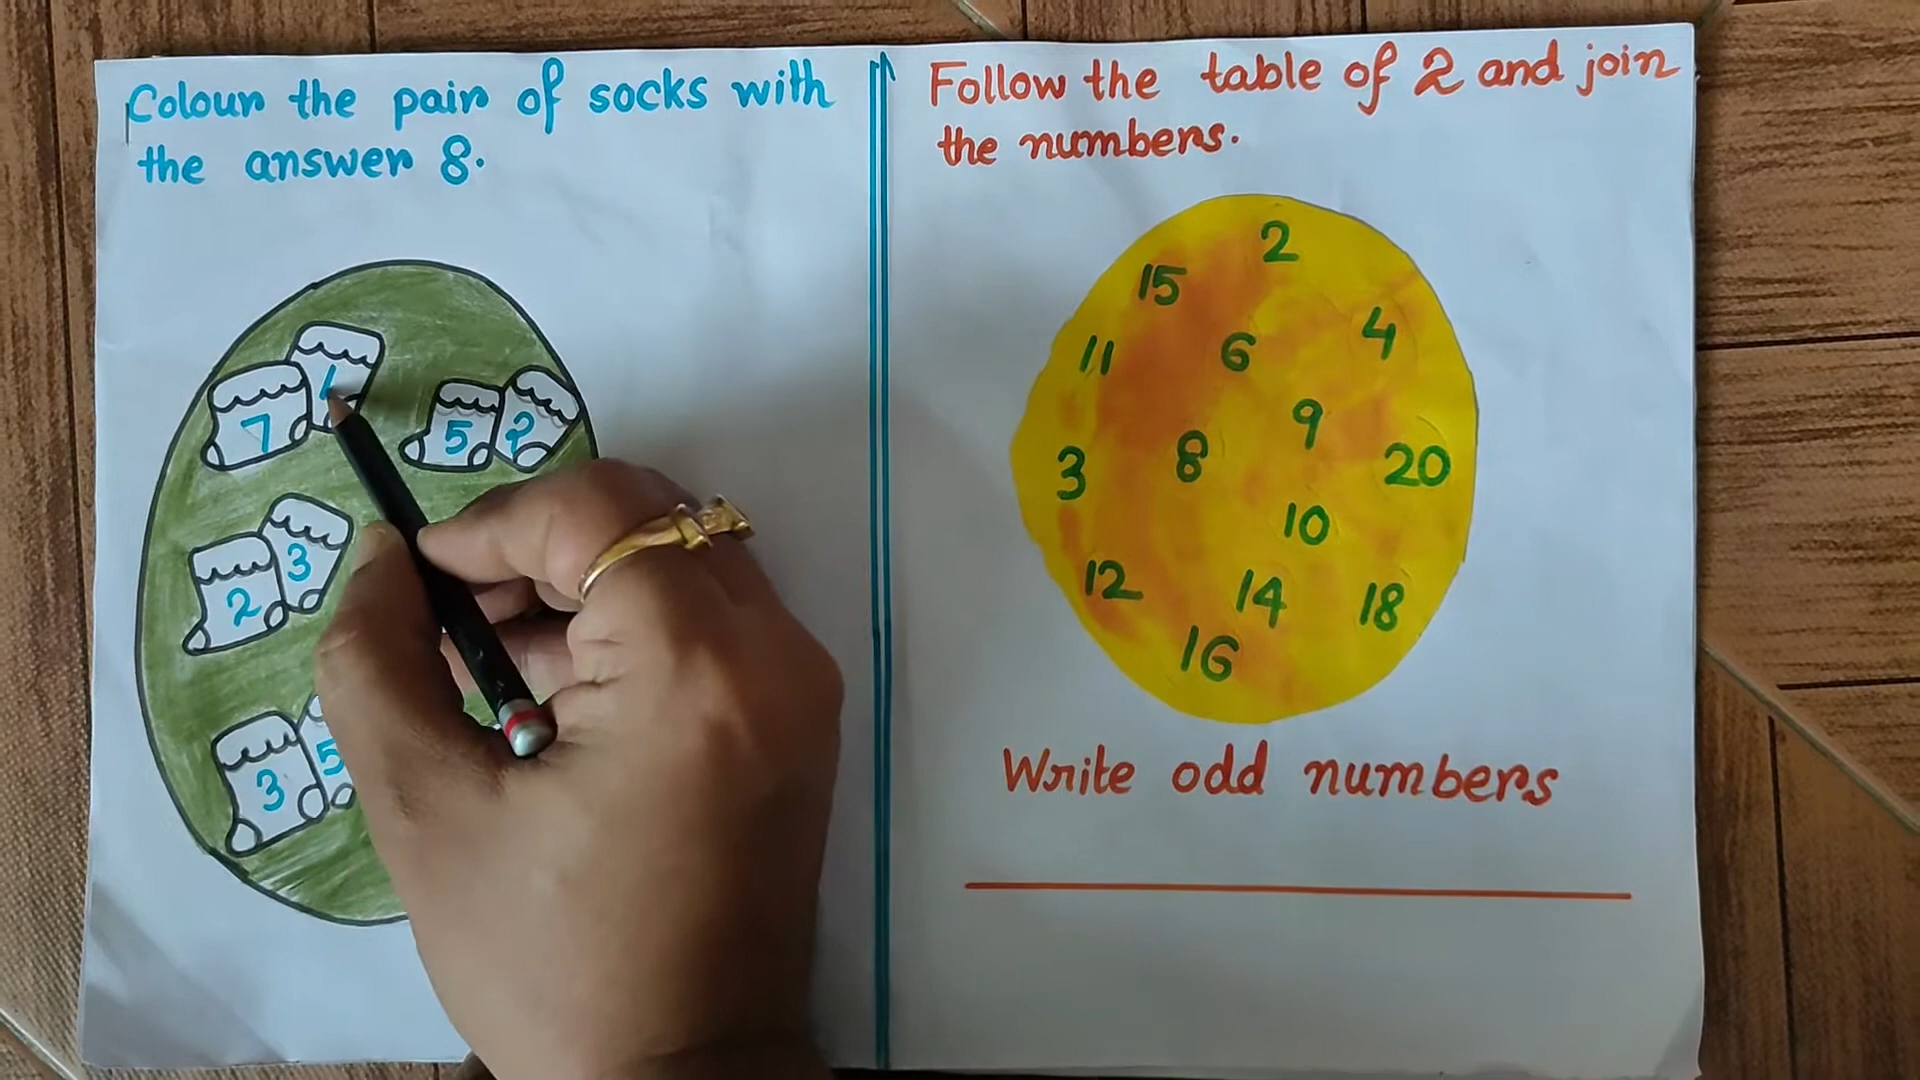 Colour the pair of socks with
the answer 8.
7 1
5 2
2 3
3 5
Follow the table of 2 and join
the numbers.
2
15
4
11 6
9
3 8 20
10
12 14 18
16
Write odd numbers